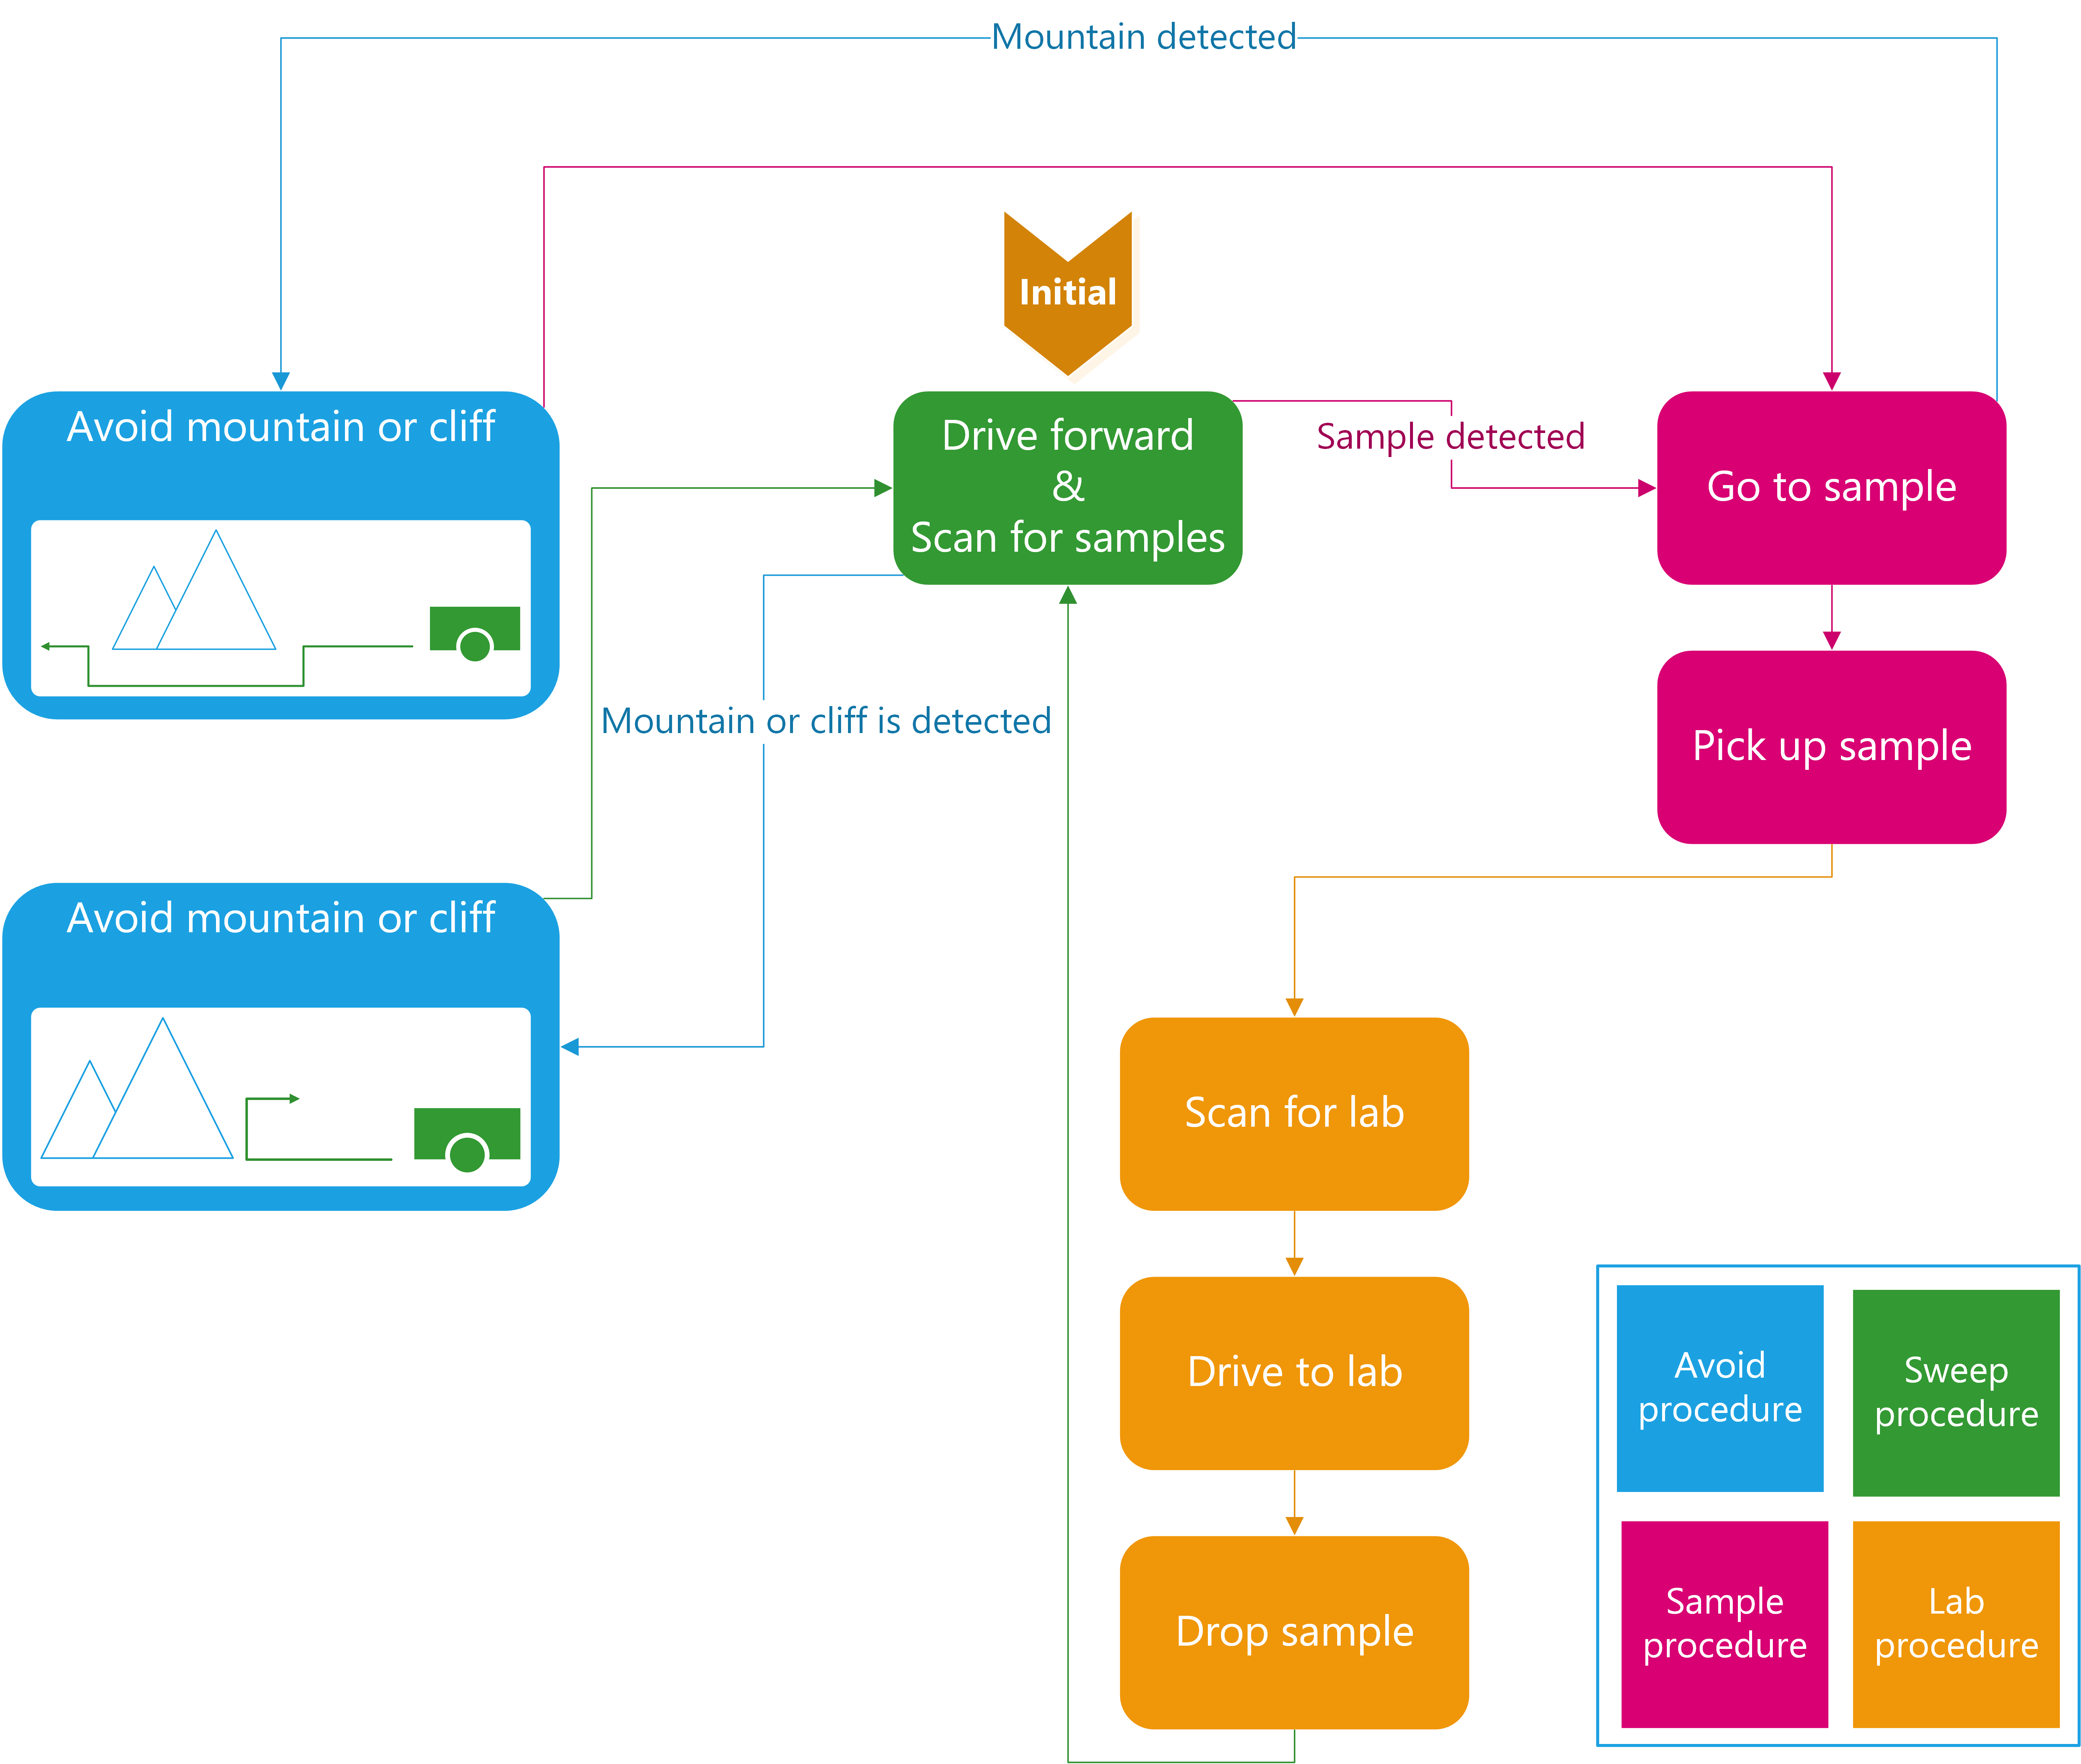 Mountain detected
Initial
Avoid mountain or cliff
Drive forward
&
Scan for samples
Sample detected
Go to sample
Mountain or cliff is detected
Pick up sample
Avoid mountain or cliff
Scan for lab
Drive to lab
Drop sample
Avoid
procedure
Sweep
procedure
Sample
procedure
Lab
procedure